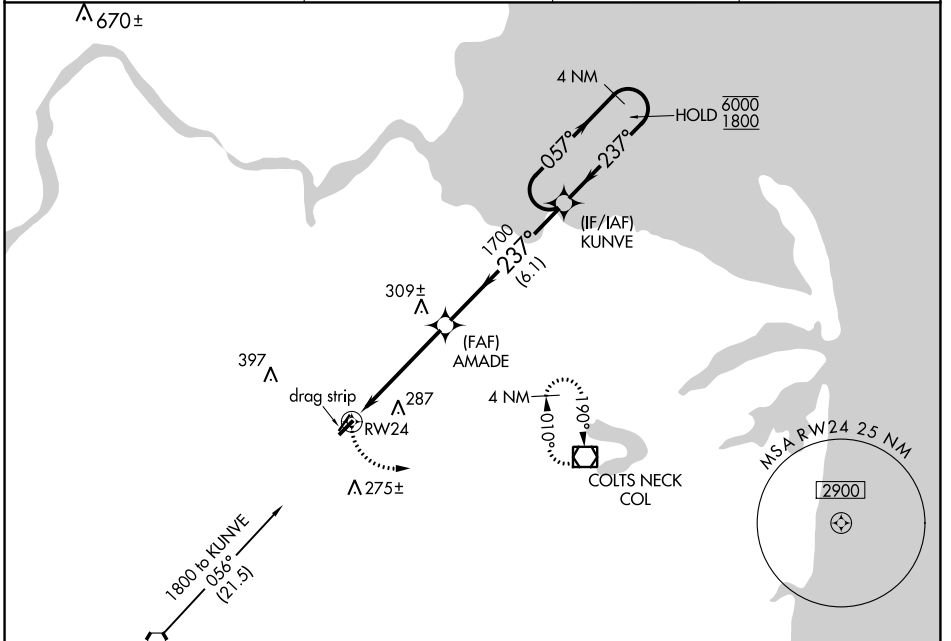 670±
4 NM
HOLD 6000
1800
057°
237°
(IF/IAF)
KUNVE
1700
237°
(6.1)
309±
(FAF)
AMADE
397
drag strip
287
RW24
4 NM
010°
190°
MSA RW24 25 NM
2900
275±
COLTS NECK
COL
1800 to KUNVE
056°
(21.5)